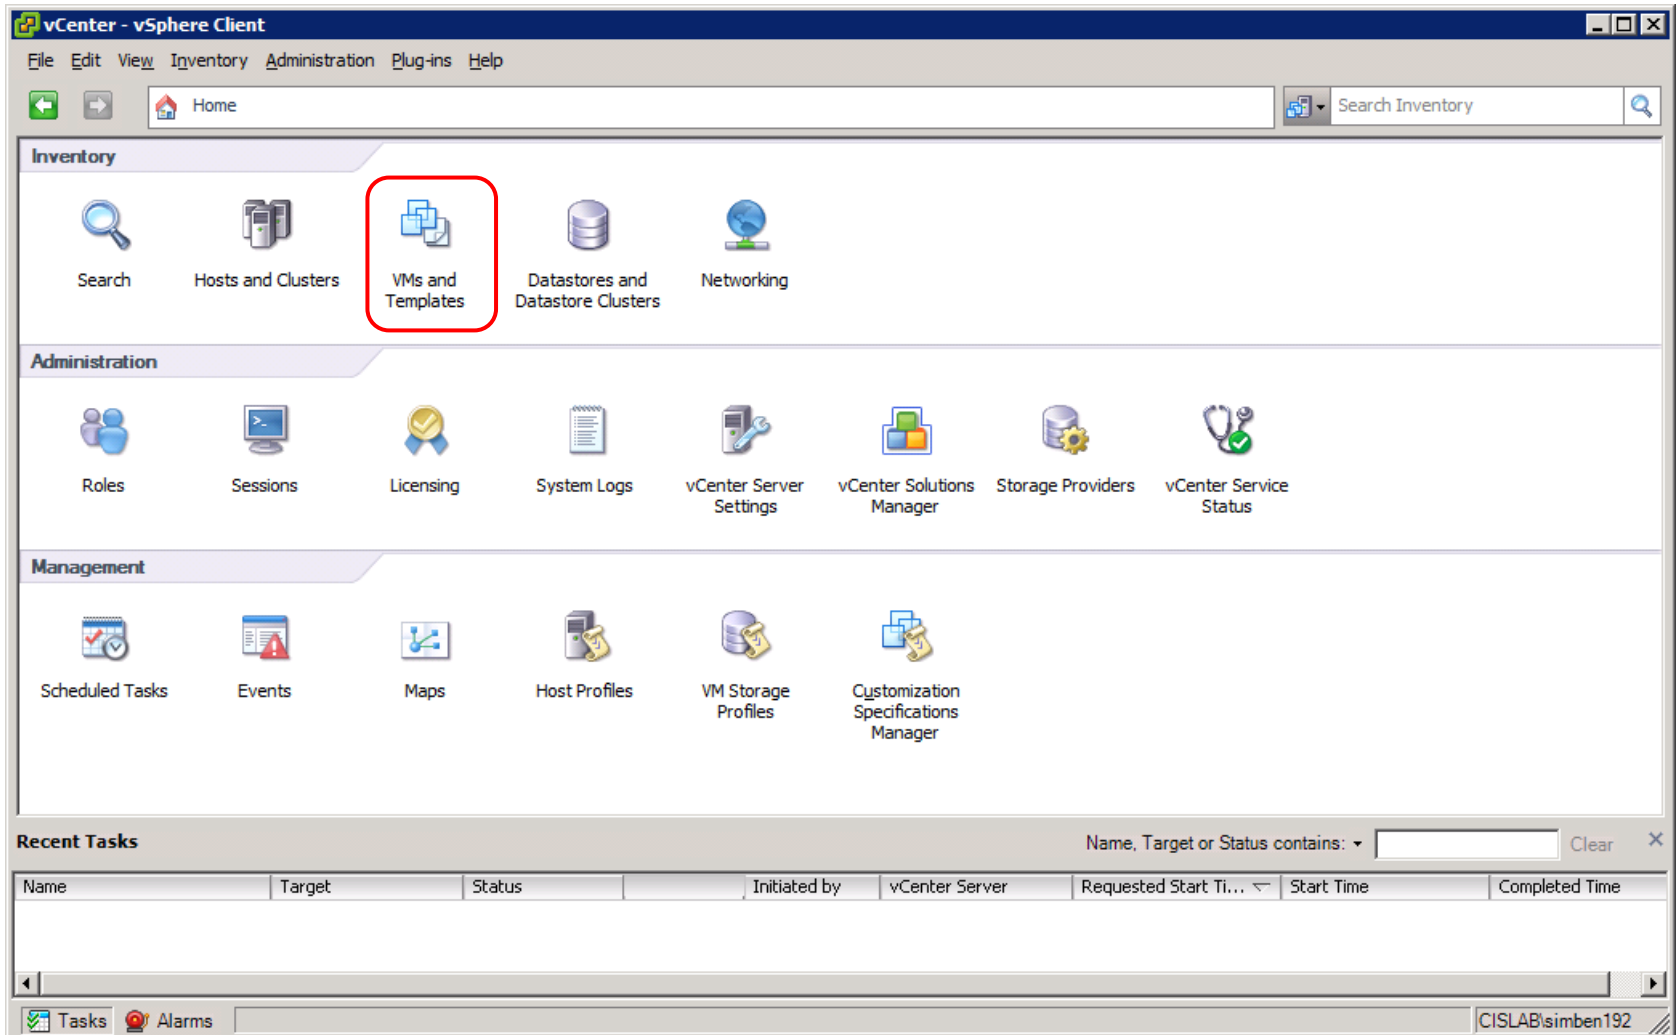 vCenter - vSphere Client
File Edit View Inventory Administration Plug-ins Help
Home
Search Inventory
Inventory
Search
Hosts and Clusters
VMs and
Templates
Datastores and
Datastore Clusters
Networking
Administration
Roles
Sessions
Licensing
System Logs
vCenter Server
Settings
vCenter Solutions
Manager
Storage Providers
vCenter Service
Status
Management
Scheduled Tasks
Events
Maps
Host Profiles
VM Storage
Profiles
Customization
Specifications
Manager
Recent Tasks
Name, Target or Status contains:
Clear
Name Target Status Initiated by vCenter Server Requested Start Ti... Start Time Completed Time
Tasks Alarms
CISLAB\simben192